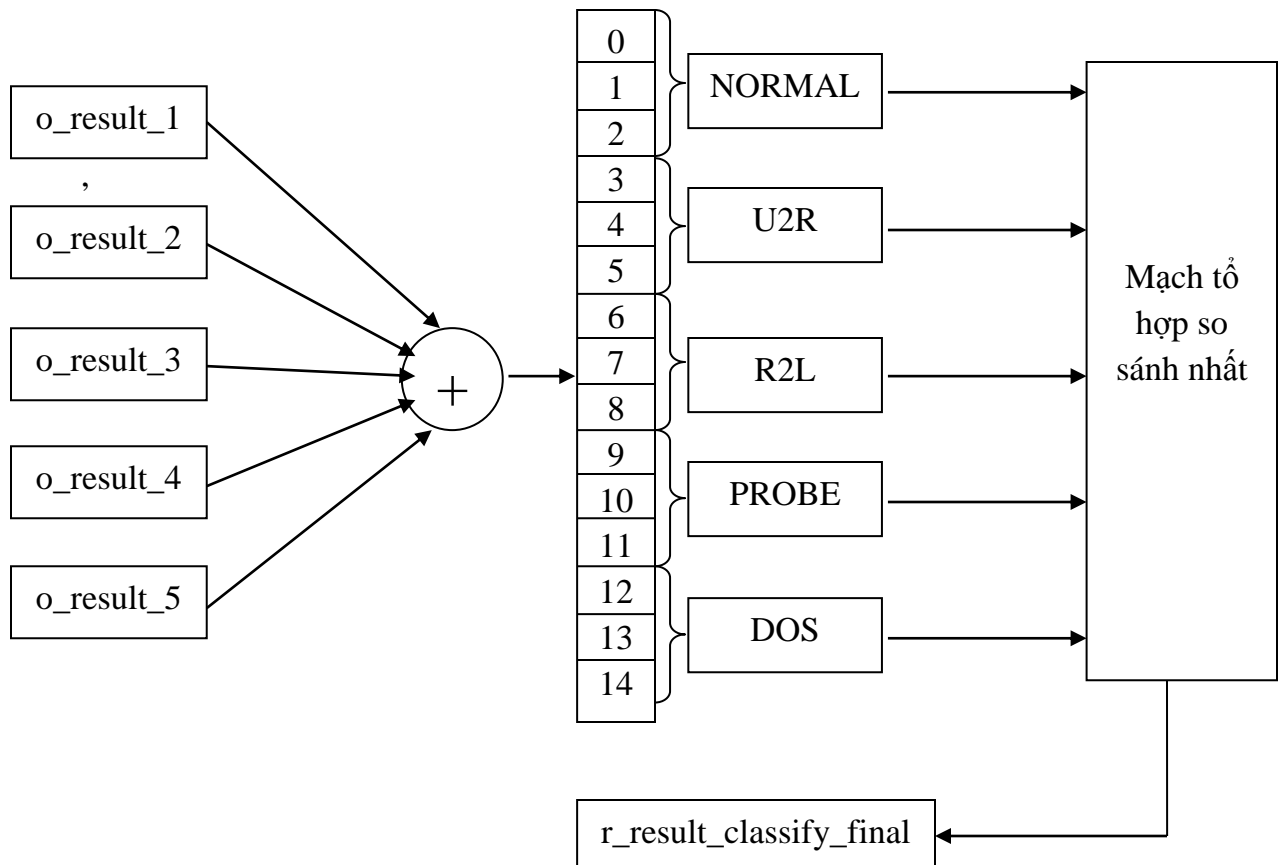 o_result_1
,
o_result_2
o_result_3
o_result_4
o_result_5
+
0
1
2
3
4
5
6
7
8
9
10
11
12
13
14
NORMAL
U2R
R2L
PROBE
DOS
Mạch tổ
hợp so
sánh nhất
r_result_classify_final